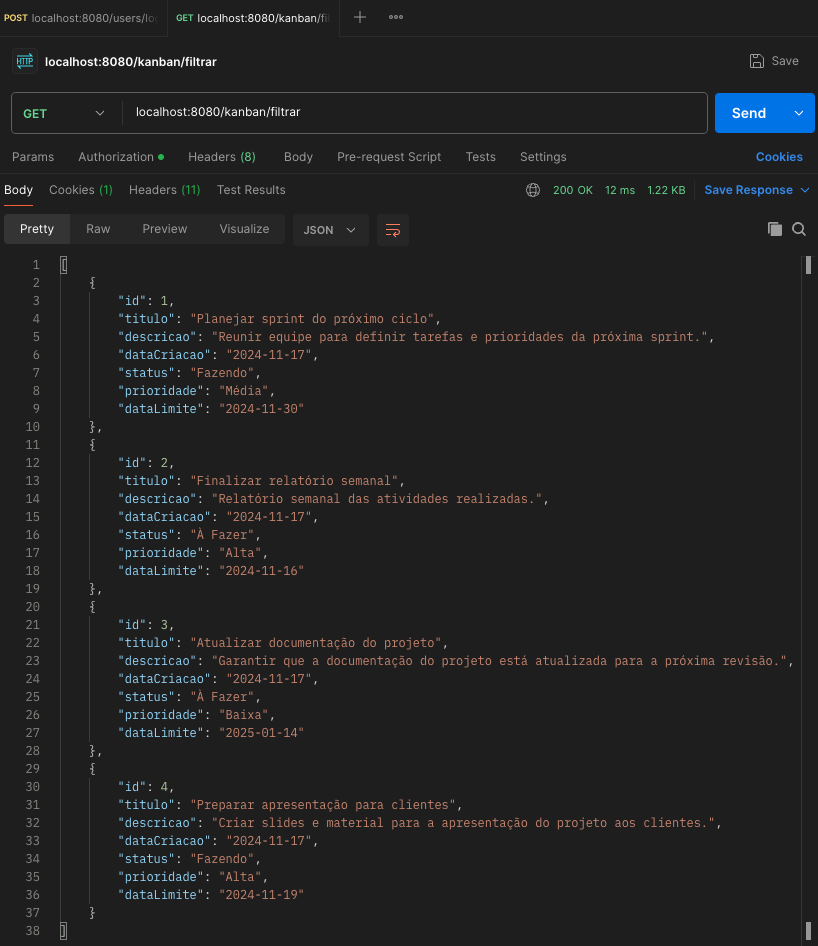 POST localhost:8080/users/lo
GET localhost:8080/kanban/fil
HTTP localhost:8080/kanban/filtrar Save
GET localhost:8080/kanban/filtrar Send
Params Authorization Headers (8) Body Pre-request Script Tests Settings Cookies
Body Cookies (1) Headers (11) Test Results 200 OK 12 ms 1.22 KB Save Response
Pretty Raw Preview Visualize JSON
1 [
2 {
3 "id": 1,
4 "titulo": "Planejar sprint do próximo ciclo",
5 "descricao": "Reunir equipe para definir tarefas e prioridades da próxima sprint.",
6 "dataCriacao": "2024-11-17",
7 "status": "Fazendo",
8 "prioridade": "Média",
9 "dataLimite": "2024-11-30"
10 },
11 {
12 "id": 2,
13 "titulo": "Finalizar relatório semanal",
14 "descricao": "Relatório semanal das atividades realizadas.",
15 "dataCriacao": "2024-11-17",
16 "status": "À Fazer",
17 "prioridade": "Alta",
18 "dataLimite": "2024-11-16"
19 },
20 {
21 "id": 3,
22 "titulo": "Atualizar documentação do projeto",
23 "descricao": "Garantir que a documentação do projeto está atualizada para a próxima revisão.",
24 "dataCriacao": "2024-11-17",
25 "status": "À Fazer",
26 "prioridade": "Baixa",
27 "dataLimite": "2025-01-14"
28 },
29 {
30 "id": 4,
31 "titulo": "Preparar apresentação para clientes",
32 "descricao": "Criar slides e material para a apresentação do projeto aos clientes.",
33 "dataCriacao": "2024-11-17",
34 "status": "Fazendo",
35 "prioridade": "Alta",
36 "dataLimite": "2024-11-19"
37 }
38 ]